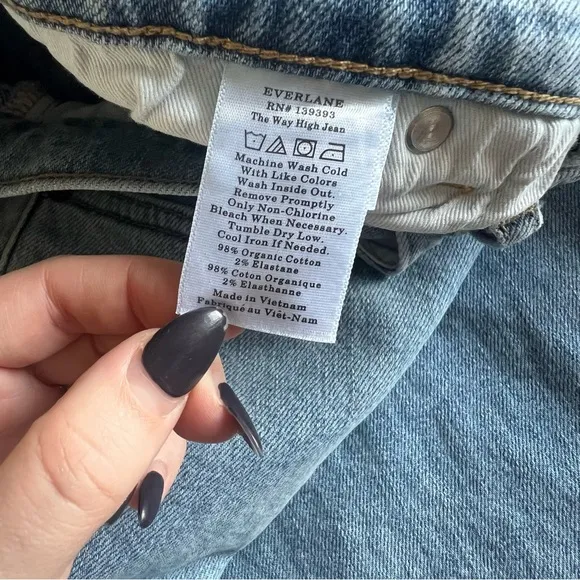 EVERLANE
RN# 139393
The Way High Jean
Machine Wash Cold
With Like Colors
Wash Inside Out.
Remove Promptly
Only Non-Chlorine
Bleach When Necessary.
Tumble Dry Low.
Cool Iron if Needed.
98% Organic Cotton
2% Elastane
98% Coton Organique
2% Elasthanne
Made in Vietnam
Fabriqué au Viêt-Nam